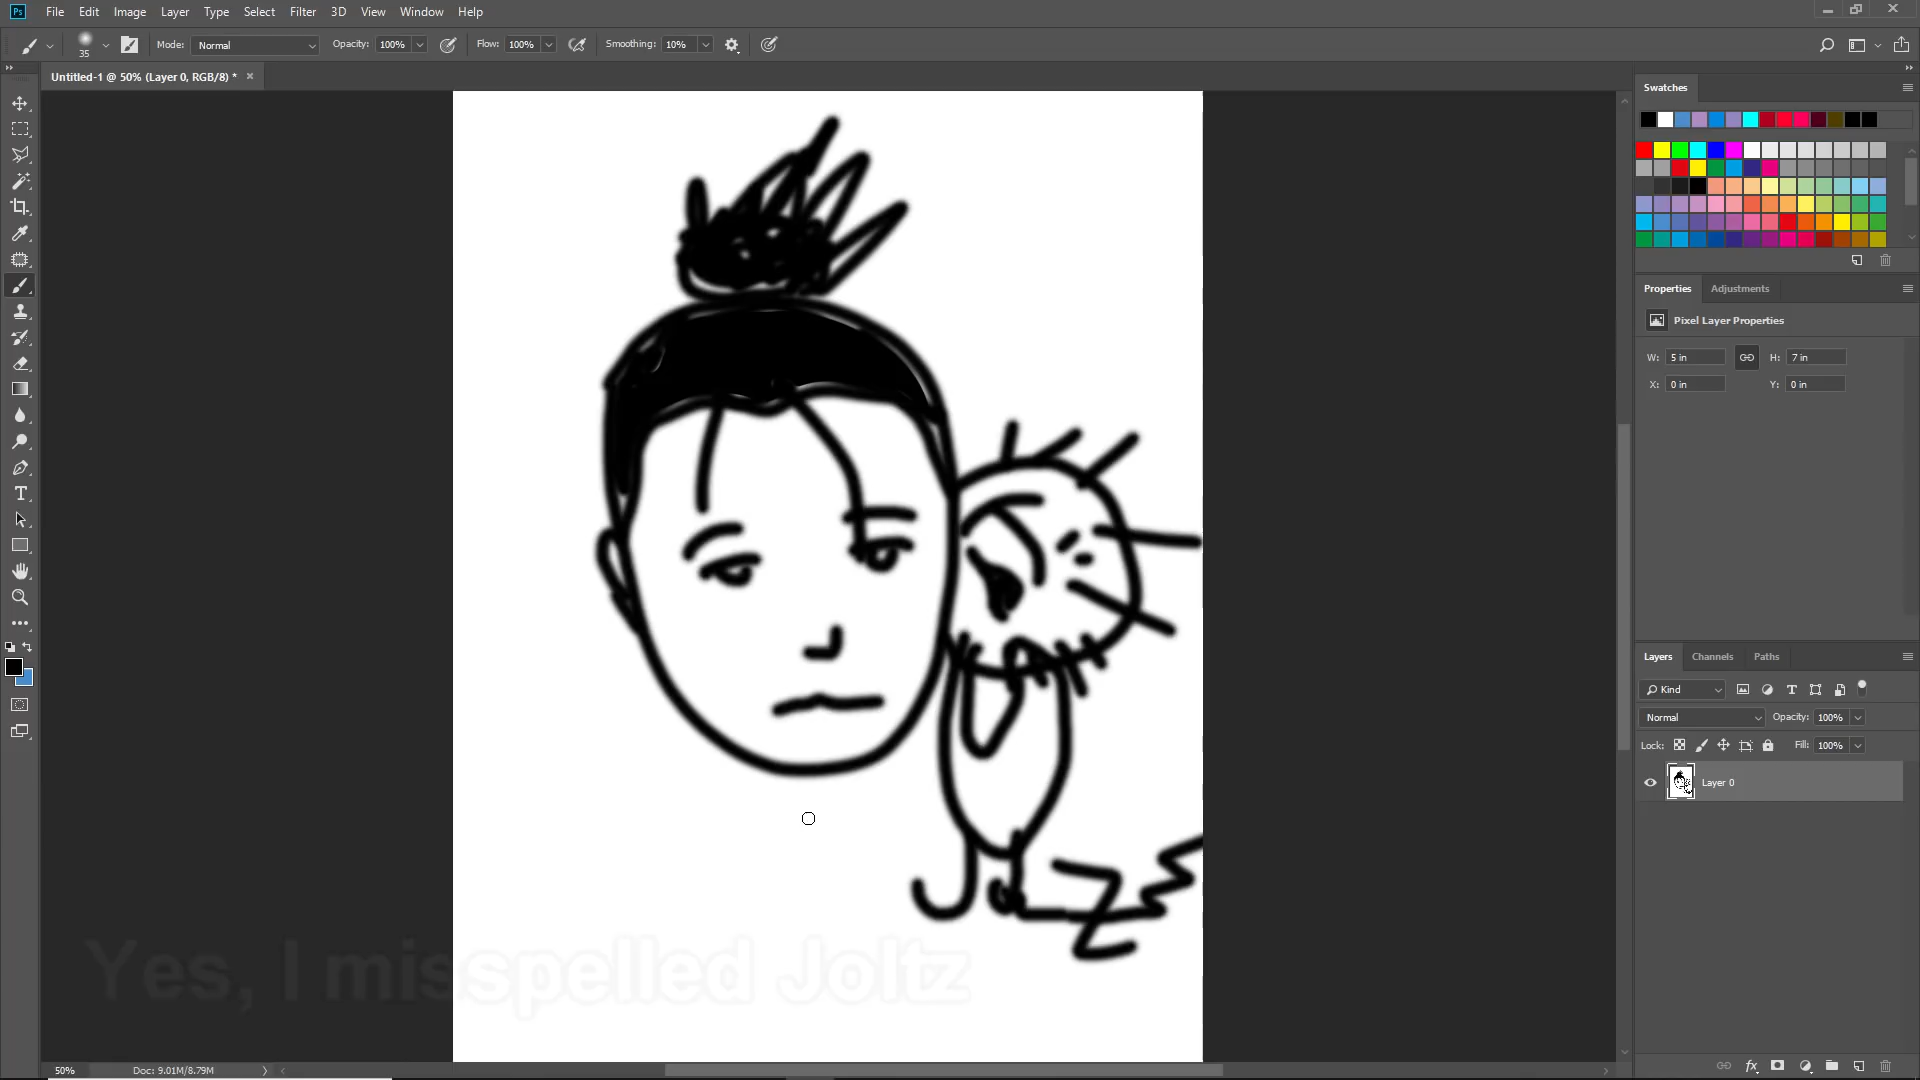 Ps File Edit Image Layer Type Select Filter 3D View Window Help
35 Mode: Normal Opacity: 100% Flow: 100% Smoothing: 10%
Untitled-1 @ 50% (Layer 0, RGB/8) *
Swatches
Properties Adjustments
Pixel Layer Properties
W: 5 in H: 7 in
X: 0 in Y: 0 in
Layers Channels Paths
Kind
Normal Opacity: 100%
Lock: Fill: 100%
Layer 0
Yes, I misspelled Joltz
50% Doc: 9.01M/8.79M